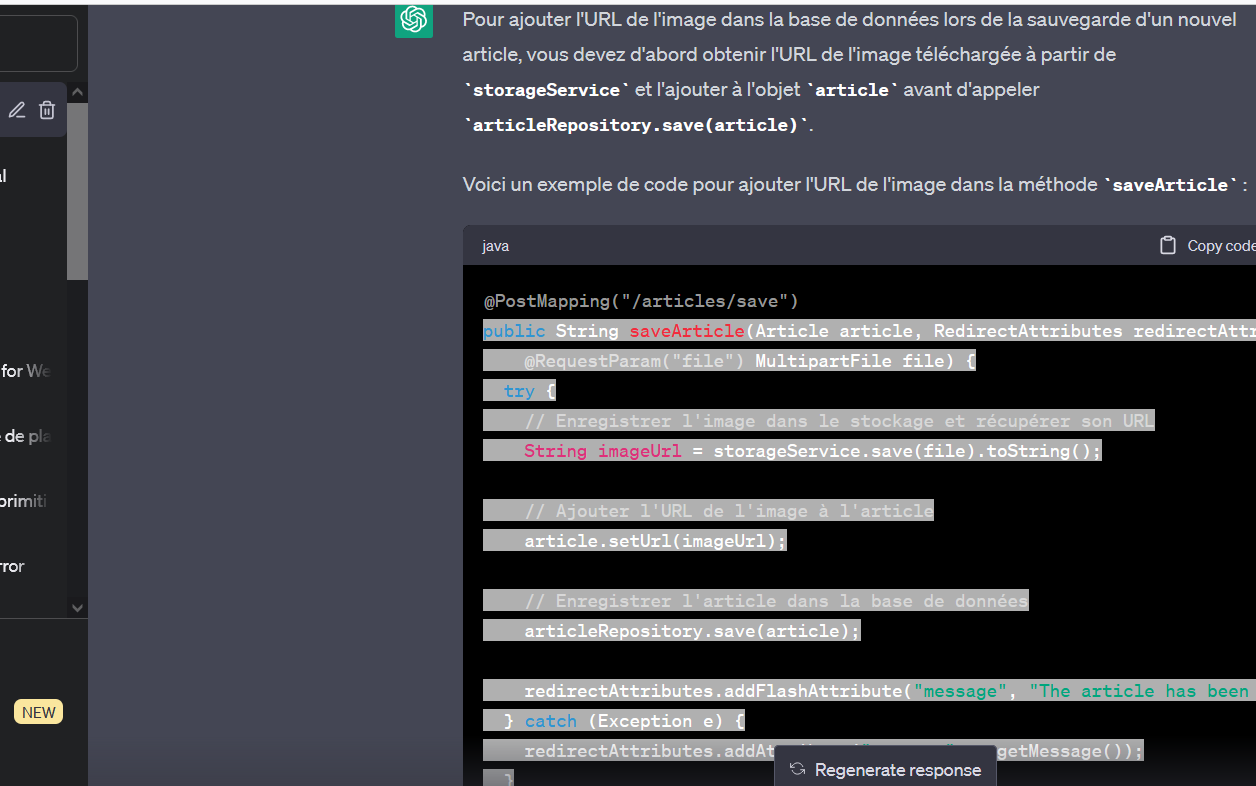 Pour ajouter l'URL de l'image dans la base de données lors de la sauvegarde d'un nouvel
article, vous devez d'abord obtenir l'URL de l'image téléchargée à partir de
`storageService` et l'ajouter à l'objet `article` avant d'appeler
`articleRepository.save(article)`.
Voici un exemple de code pour ajouter l'URL de l'image dans la méthode `saveArticle` :
java
Copy code
@PostMapping("/articles/save")
public String saveArticle(Article article, RedirectAttributes redirectAttr
@RequestParam("file") MultipartFile file) {
try {
// Enregistrer l'image dans le stockage et récupérer son URL
String imageUrl = storageService.save(file).toString();
// Ajouter l'URL de l'image à l'article
article.setUrl(imageUrl);
// Enregistrer l'article dans la base de données
articleRepository.save(article);
redirectAttributes.addFlashAttribute("message", "The article has been
} catch (Exception e) {
redirectAttributes.addAt getMessage());
}
Regenerate response
for We
de pla
primiti
rror
NEW